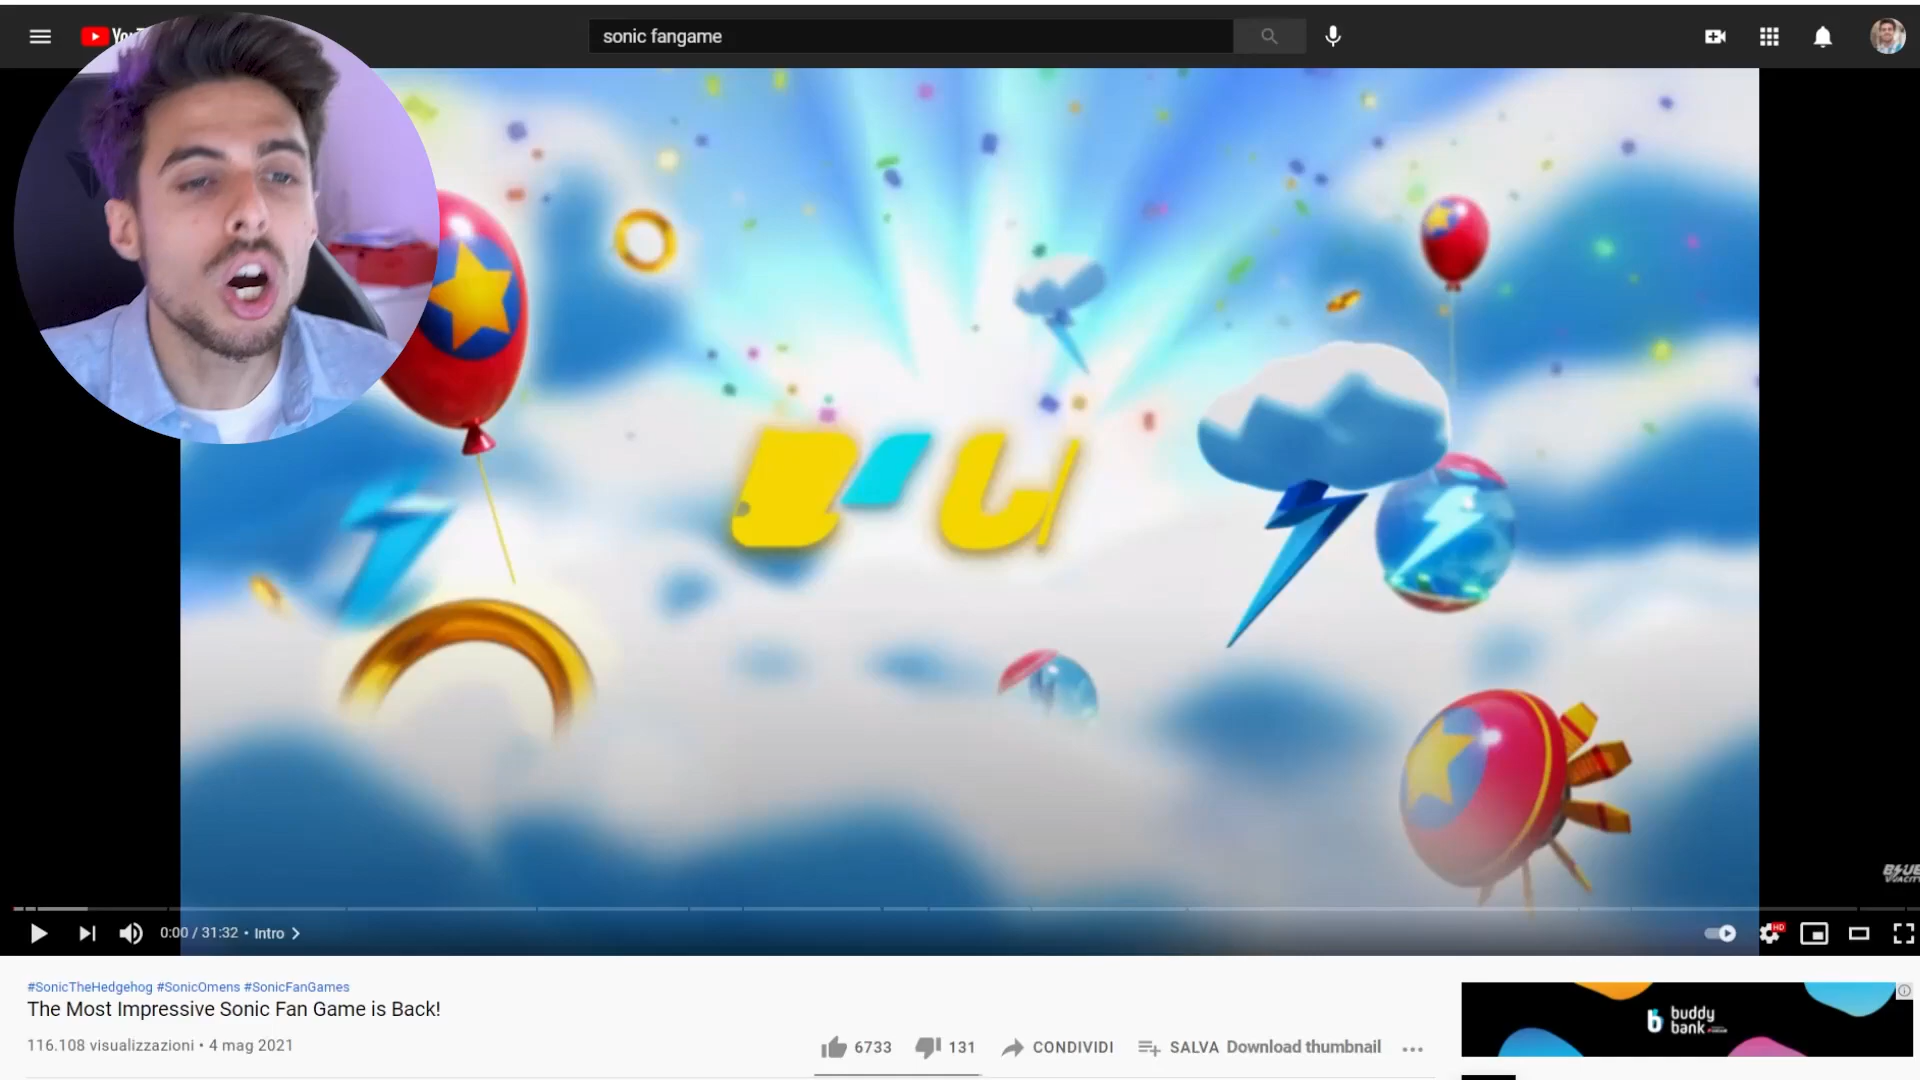 sonic fangame
0:00 / 31:32 • Intro
#SonicTheHedgehog #SonicOmens #SonicFanGames
The Most Impressive Sonic Fan Game is Back!
116.108 visualizzazioni • 4 mag 2021
6733
131
CONDIVIDI
SALVA
Download thumbnail
buddy
bank
HD